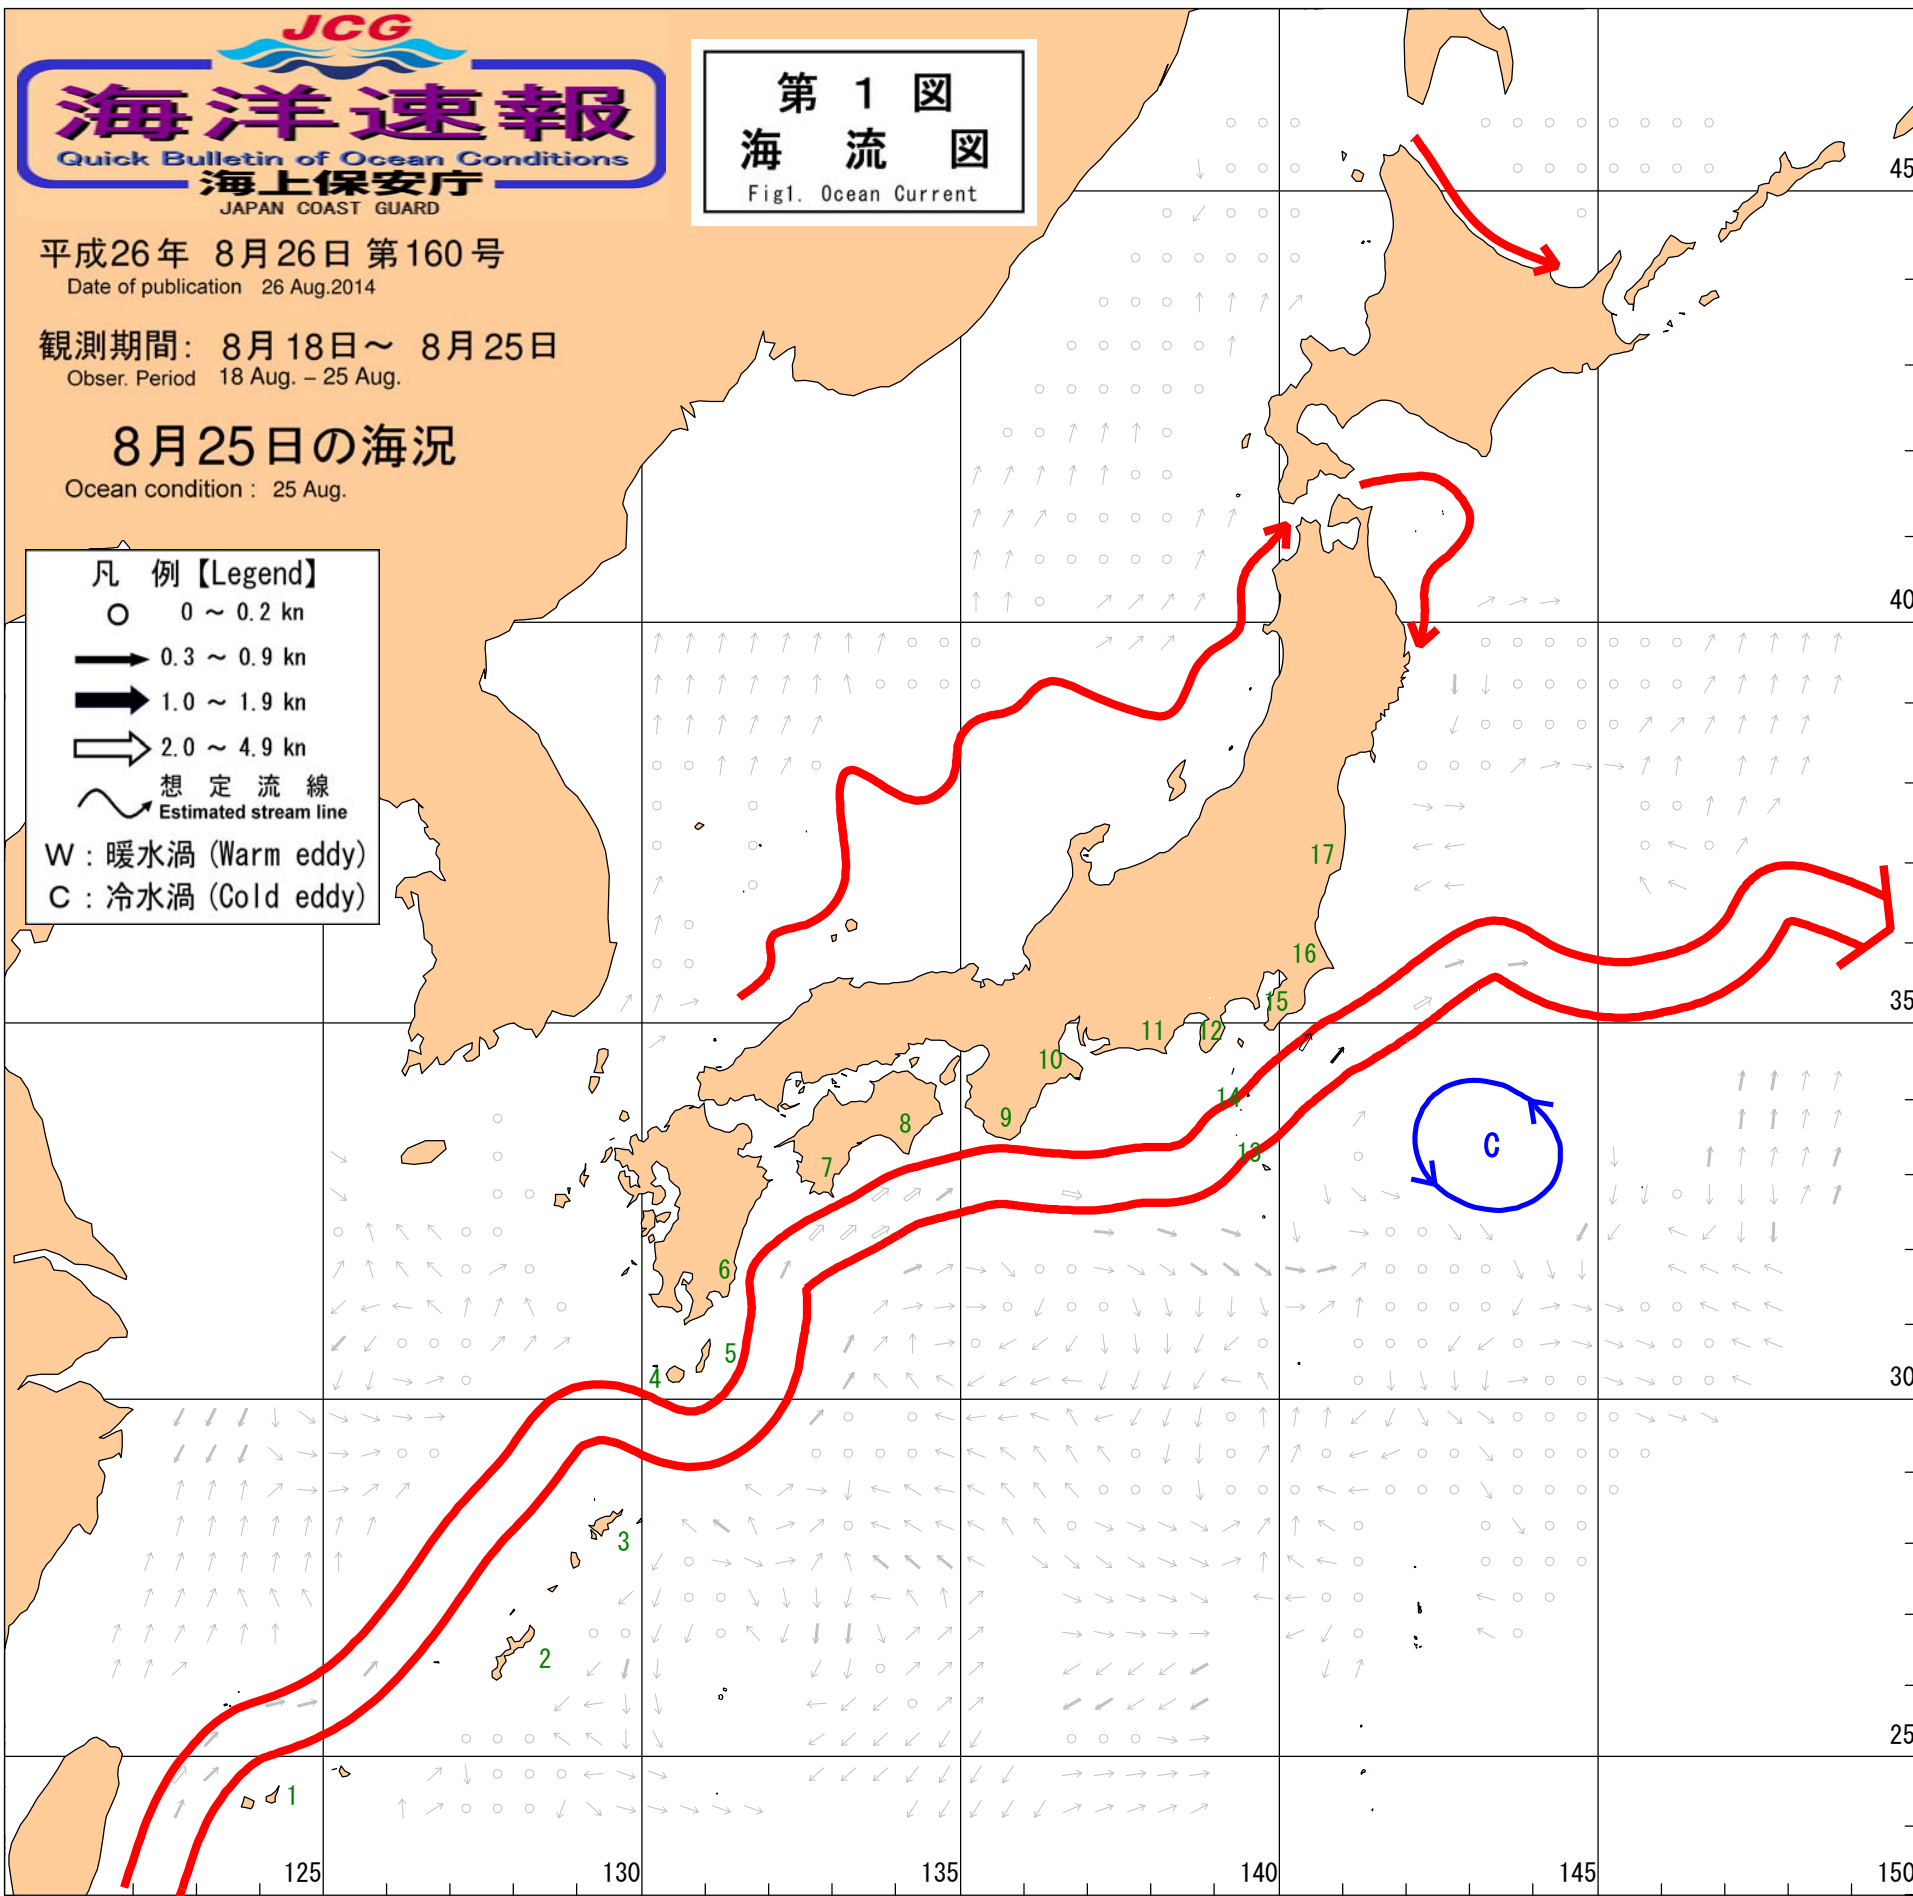 JCG
海洋速報
Quick Bulletin of Ocean Conditions
海上保安庁
JAPAN COAST GUARD
平成26年 8月26日 第160号
Date of publication 26 Aug.2014
観測期間: 8月18日~ 8月25日
Obser. Period 18 Aug. – 25 Aug.
8月25日の海況
Ocean condition : 25 Aug.
第 1 図
海 流 図
Fig1. Ocean Current
凡 例【Legend】
0 ~ 0.2 kn
0.3 ~ 0.9 kn
1.0 ~ 1.9 kn
2.0 ~ 4.9 kn
想 定 流 線
Estimated stream line
W : 暖水渦 (Warm eddy)
C : 冷水渦 (Cold eddy)
45
40
17
16
35
15
11
12
10
14
9
8
13
C
7
6
5
4
30
3
2
25
1
125
130
135
140
145
150